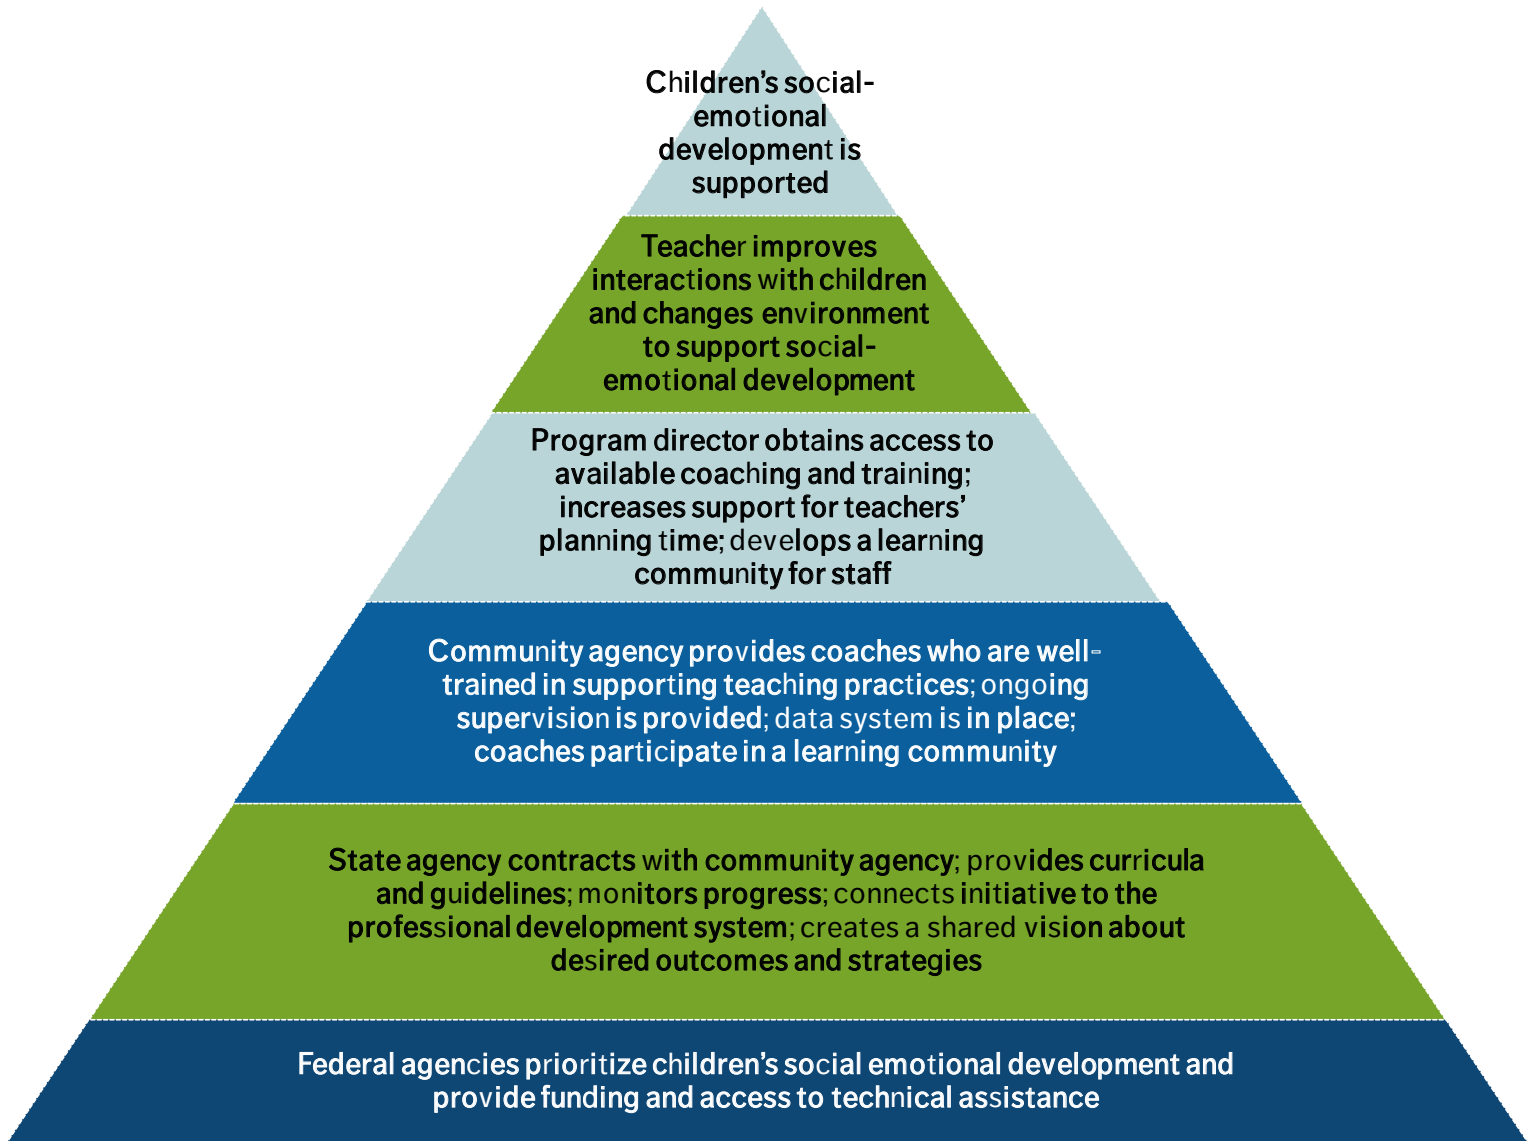 Children's social-
emotional
development is
supported
Teacher improves
interactions with children
and changes environment
to support social-
emotional development
Program director obtains access to
available coaching and training;
increases support for teachers'
planning time; develops a learning
community for staff
Community agency provides coaches who are well-
trained in supporting teaching practices; ongoing
supervision is provided; data system is in place;
coaches participate in a learning community
State agency contracts with community agency; provides curricula
and guidelines; monitors progress; connects initiative to the
professional development system; creates a shared vision about
desired outcomes and strategies
Federal agencies prioritize children's social emotional development and
provide funding and access to technical assistance